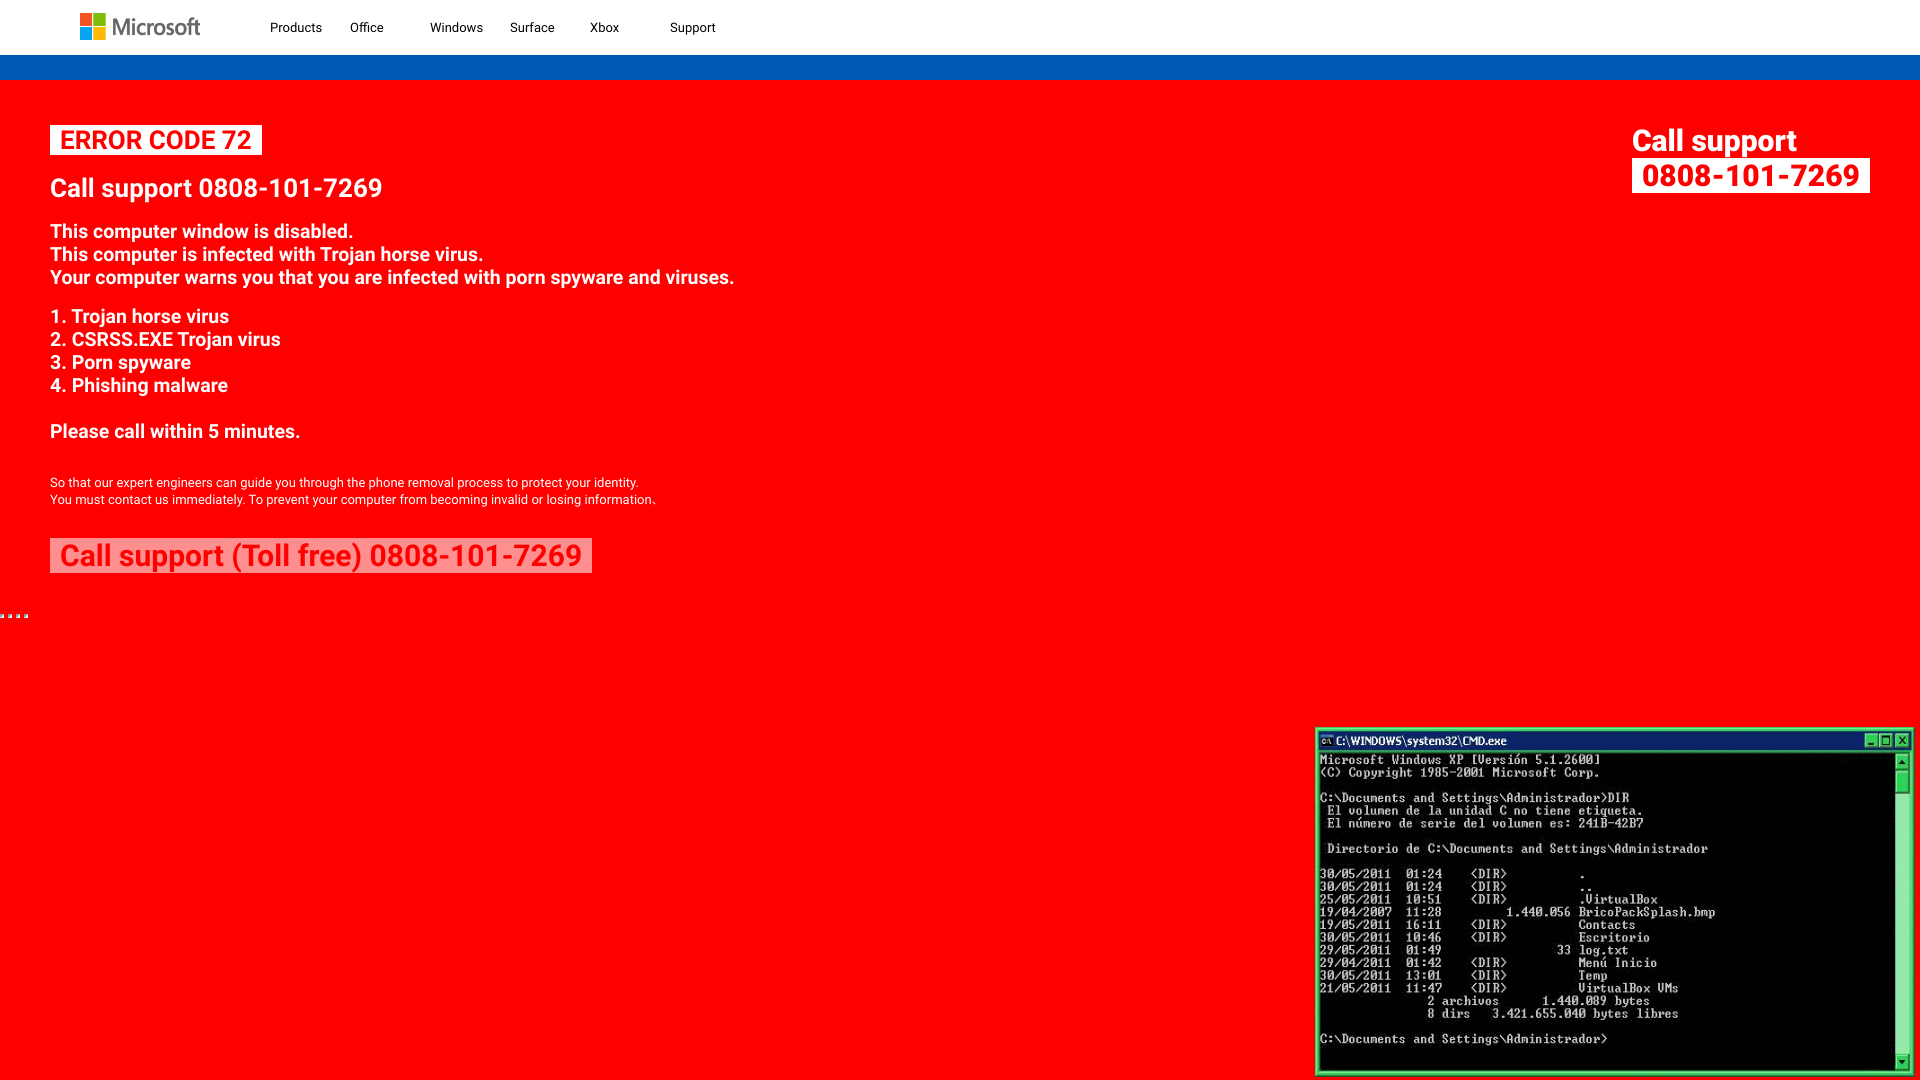 Microsoft
Products Office Windows Surface Xbox Support
ERROR CODE 72
Call support 0808-101-7269
This computer window is disabled.
This computer is infected with Trojan horse virus.
Your computer warns you that you are infected with porn spyware and viruses.
1. Trojan horse virus
2. CSRSS.EXE Trojan virus
3. Porn spyware
4. Phishing malware
Please call within 5 minutes.
So that our expert engineers can guide you through the phone removal process to protect your identity.
You must contact us immediately. To prevent your computer from becoming invalid or losing information、
Call support (Toll free) 0808-101-7269
Call support
0808-101-7269
C:\WINDOWS\system32\CMD.exe
Microsoft Windows XP [Versión 5.1.2600]
(C) Copyright 1985-2001 Microsoft Corp.
C:\Documents and Settings\Administrador>DIR
El volumen de la unidad C no tiene etiqueta.
El número de serie del volumen es: 241B-42B7
Directorio de C:\Documents and Settings\Administrador
30/05/2011 01:24 <DIR> .
30/05/2011 01:24 <DIR> ..
25/05/2011 10:51 <DIR> .VirtualBox
19/04/2007 11:28 1.440.056 BricoPackSplash.bmp
19/05/2011 16:11 <DIR> Contacts
30/05/2011 10:46 <DIR> Escritorio
29/05/2011 01:49 33 log.txt
29/04/2011 01:42 <DIR> Menú Inicio
30/05/2011 13:01 <DIR> Temp
21/05/2011 11:47 <DIR> VirtualBox VMs
2 archivos 1.440.089 bytes
8 dirs 3.421.655.040 bytes libres
C:\Documents and Settings\Administrador>